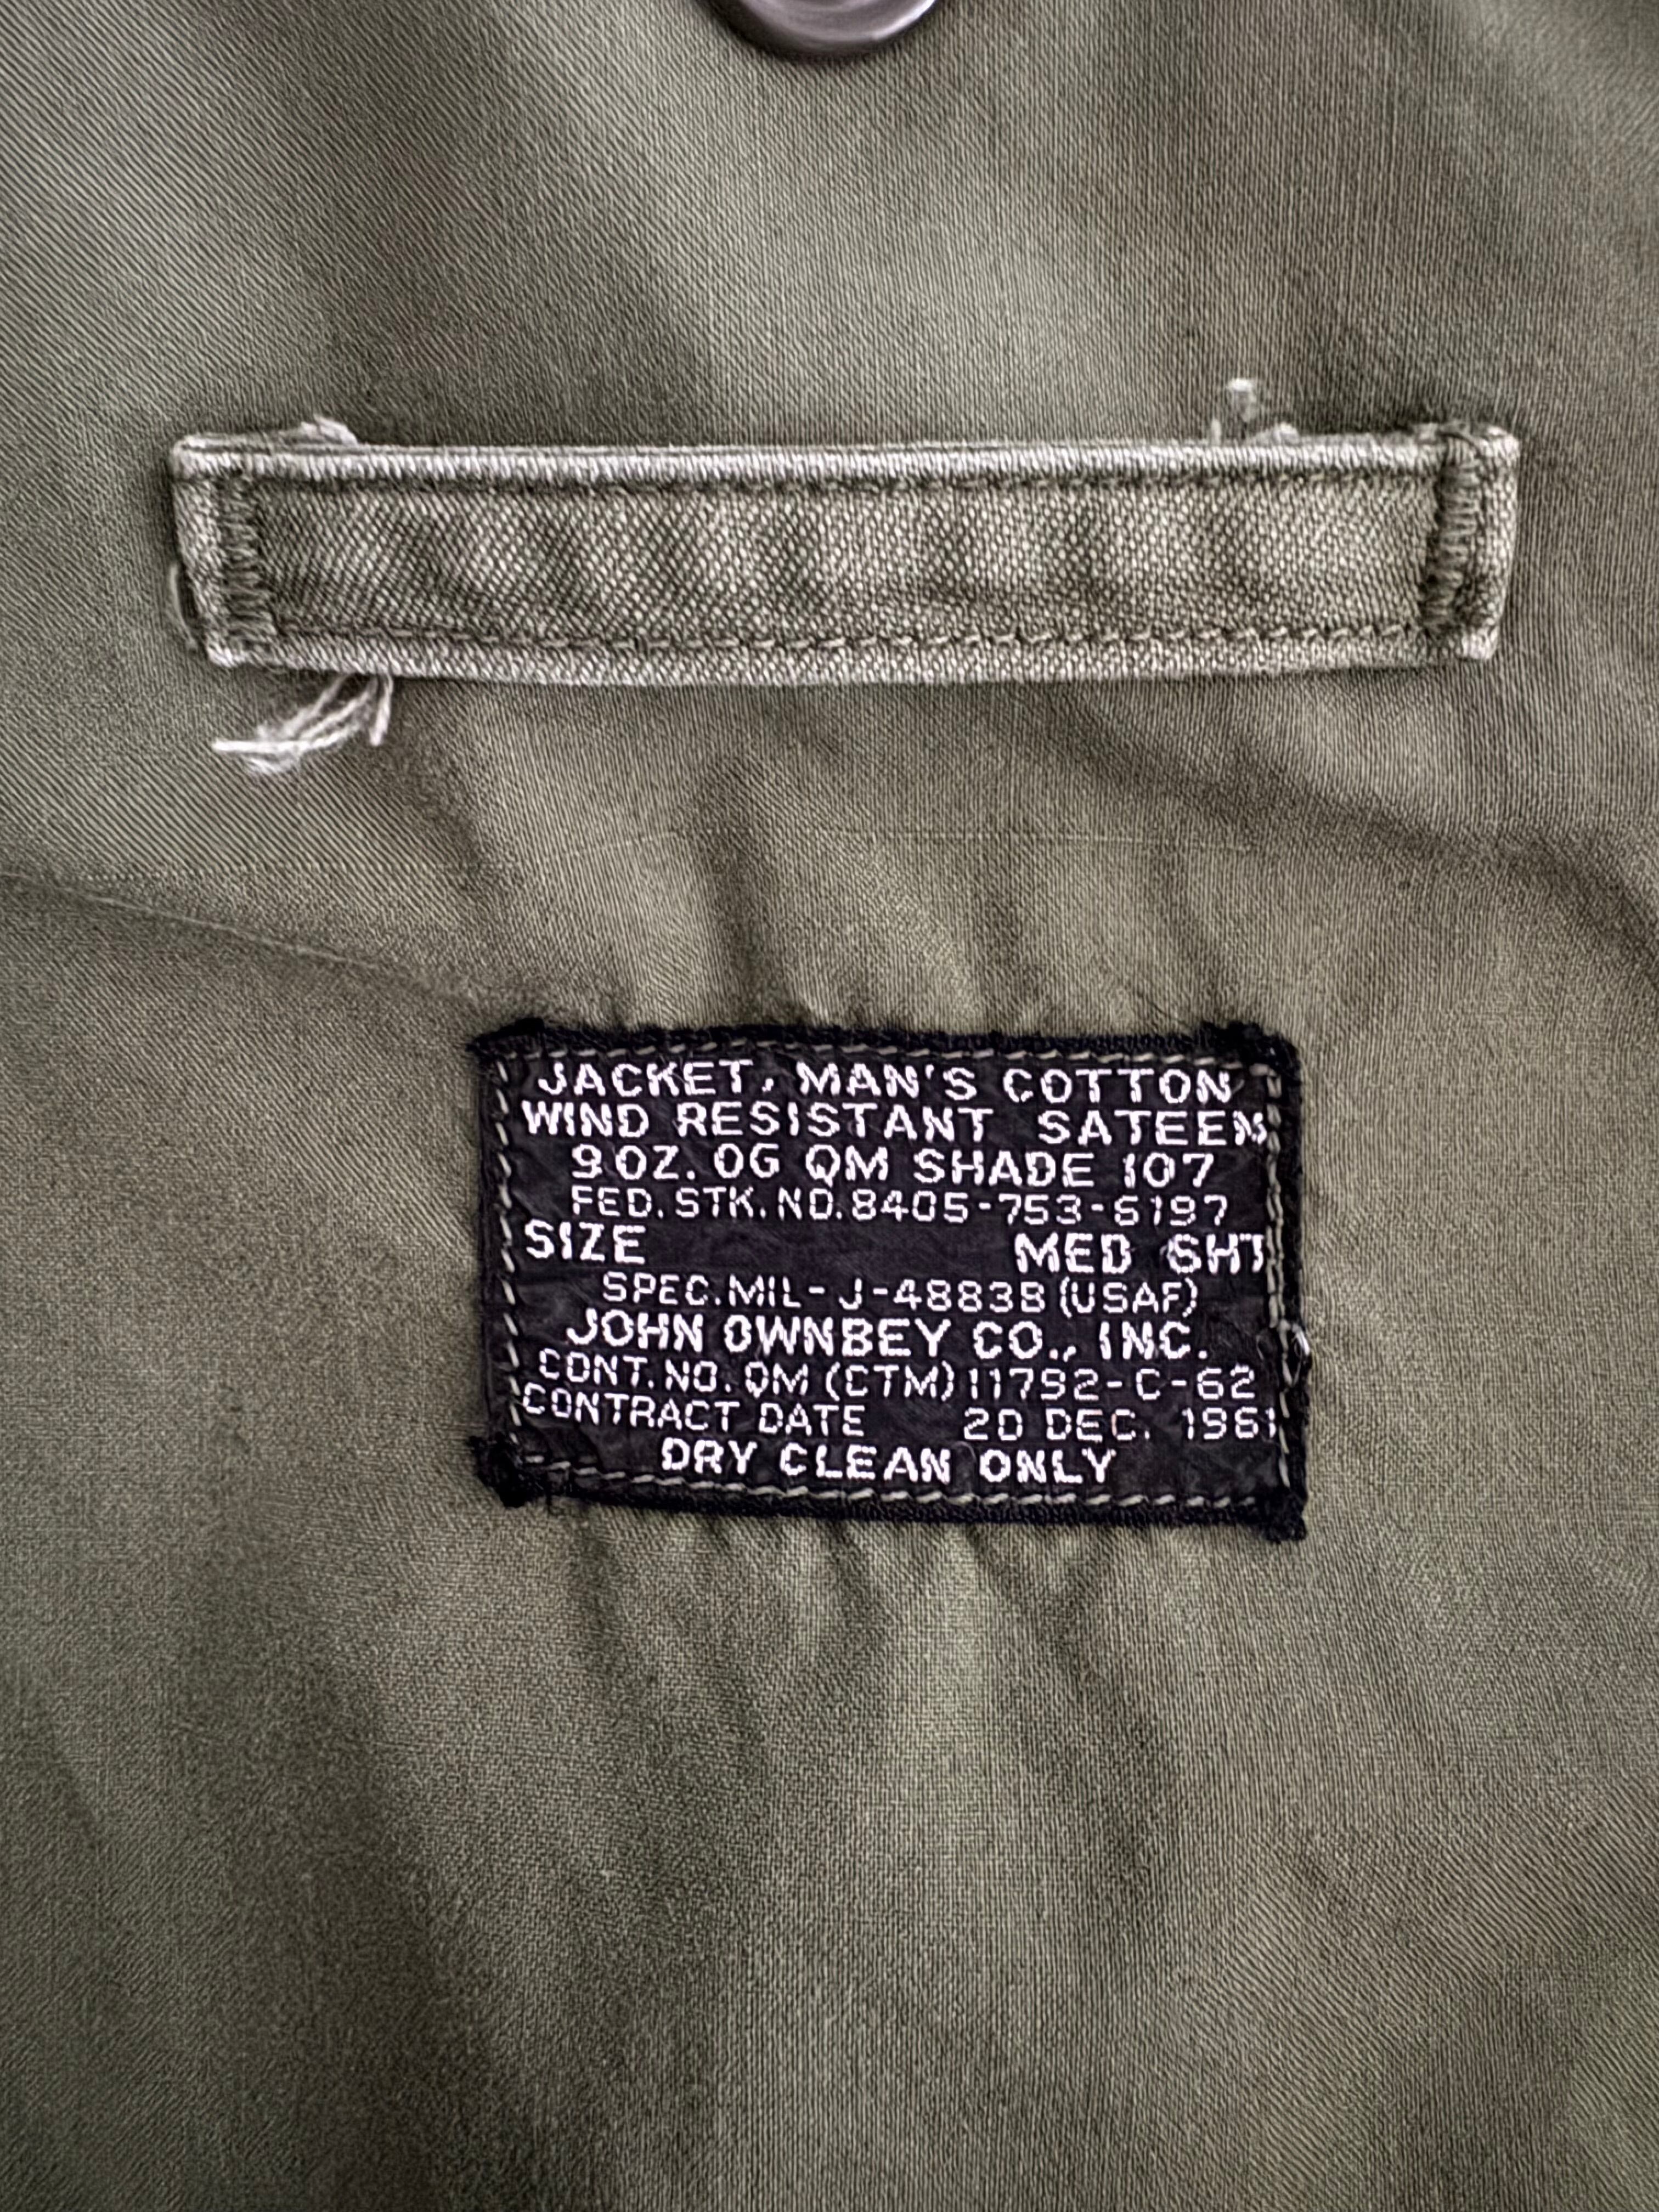 JACKET, MAN'S COTTON
WIND RESISTANT SATEEN
9 OZ. OG QM SHADE 107
FED. STK. NO. 8405-753-6197
SIZE MED SHT
SPEC. MIL-J-4883B (USAF)
JOHN OWNBEY CO., INC.
CONT. NO. QM (CTM) 11792-C-62
CONTRACT DATE 20 DEC. 1961
DRY CLEAN ONLY